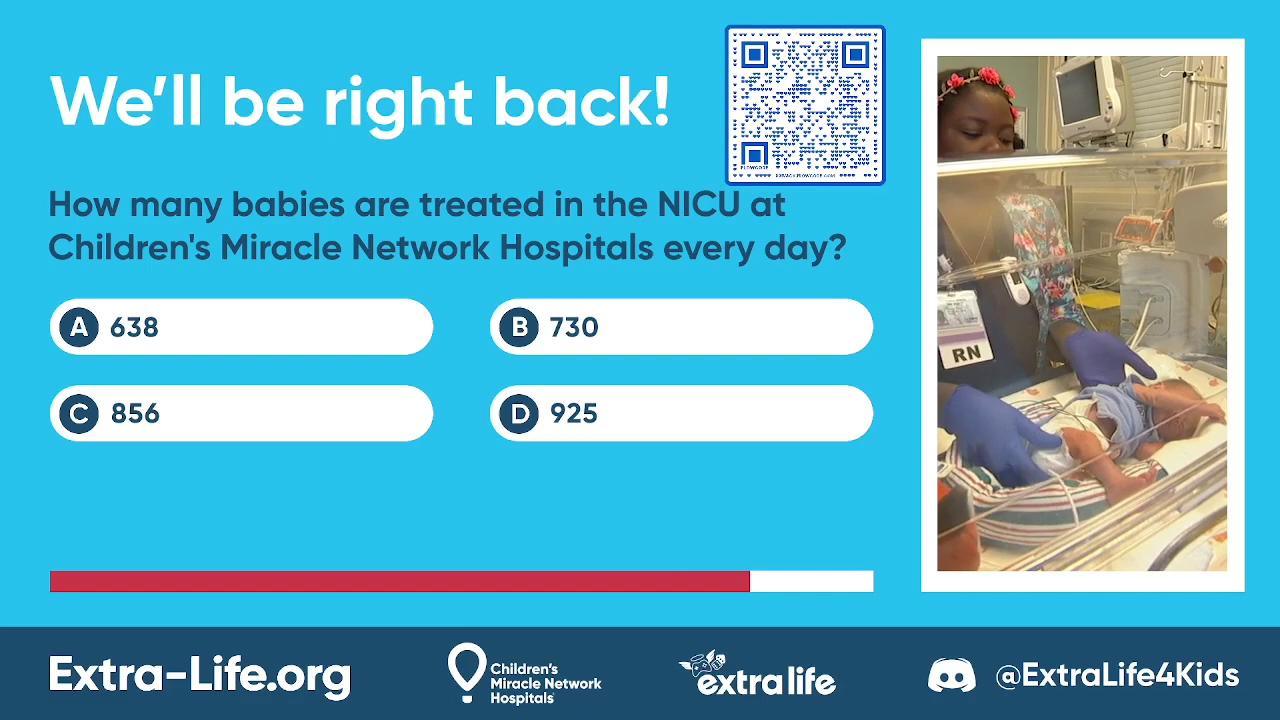 We'll be right back!
FLOWCODE
How many babies are treated in the NICU at
Children's Miracle Network Hospitals every day?
A 638
B 730
C 856
D 925
RN
Extra-Life.org
Children's
Miracle Network
Hospitals
extra life
@ExtraLife4Kids